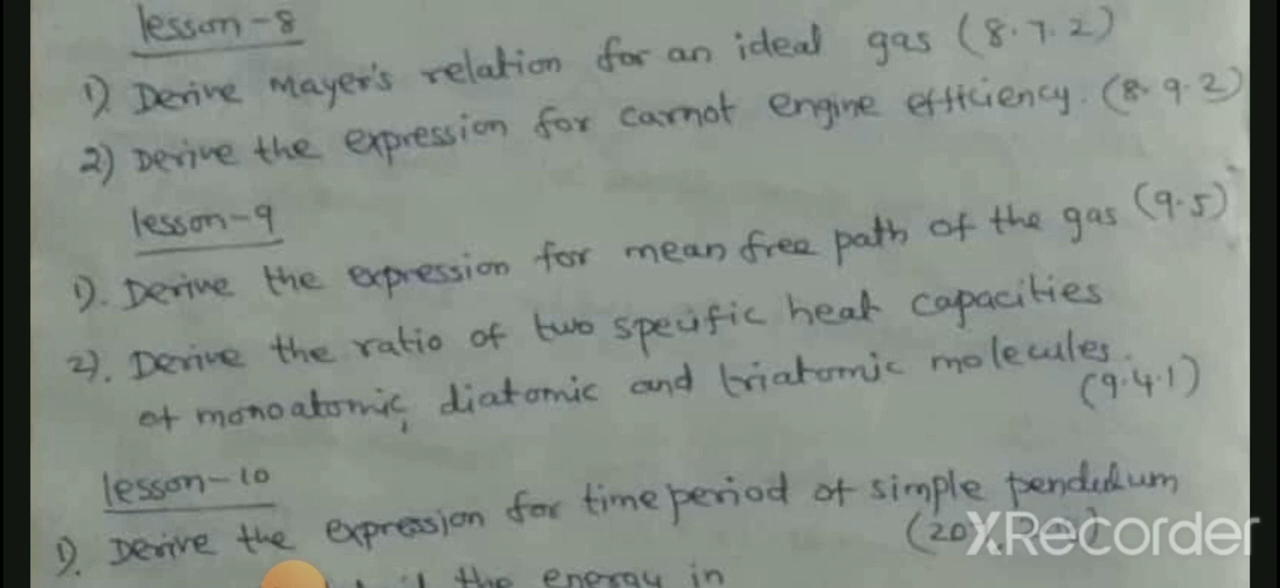 lesson-8
1) Derive Mayer's relation for an ideal gas (8.7.2)
2) Derive the expression for carnot engine efficiency. (8.9.2)
lesson-9
1). Derive the expression for mean free path of the gas (9.5)
2). Derive the ratio of two specific heat capacities
of monoatomic, diatomic and triatomic molecules.
(9.4.1)
lesson-10
1). Derive the expression for time period of simple pendulum
XRecorder
the energy in